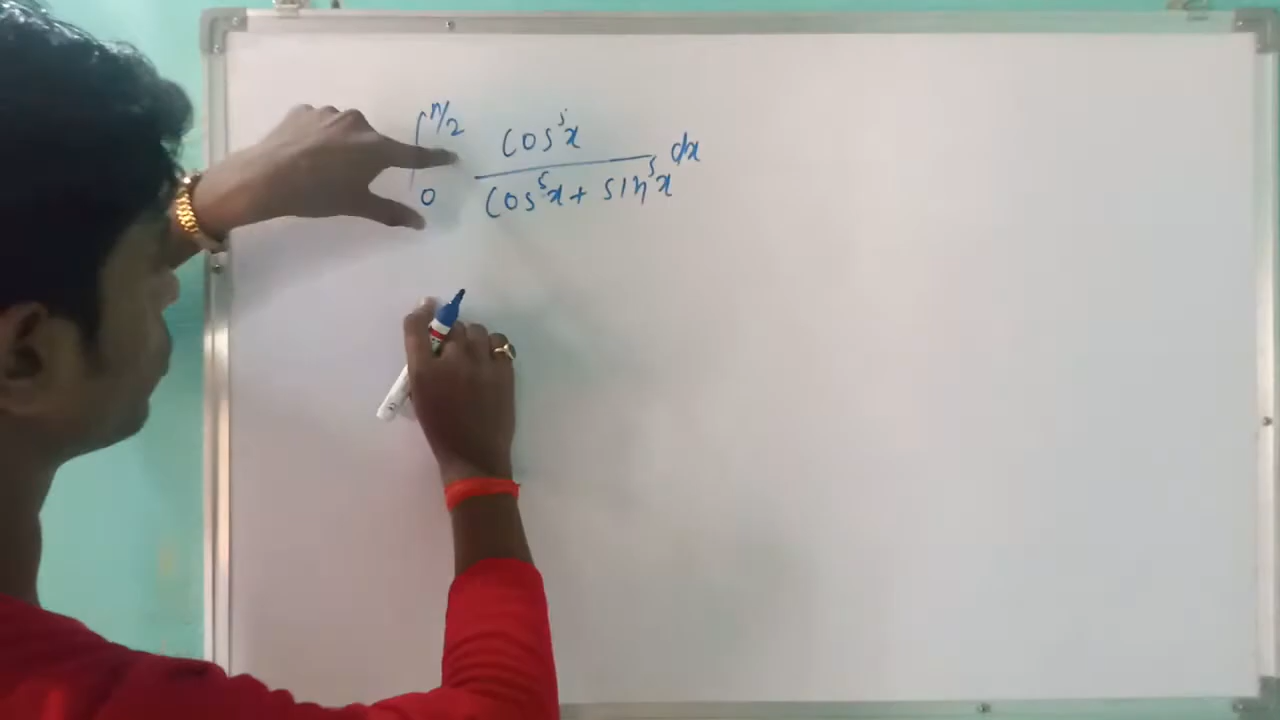 ∫₀^π/2 cos⁵x / (cos⁵x + sin⁵x) dx